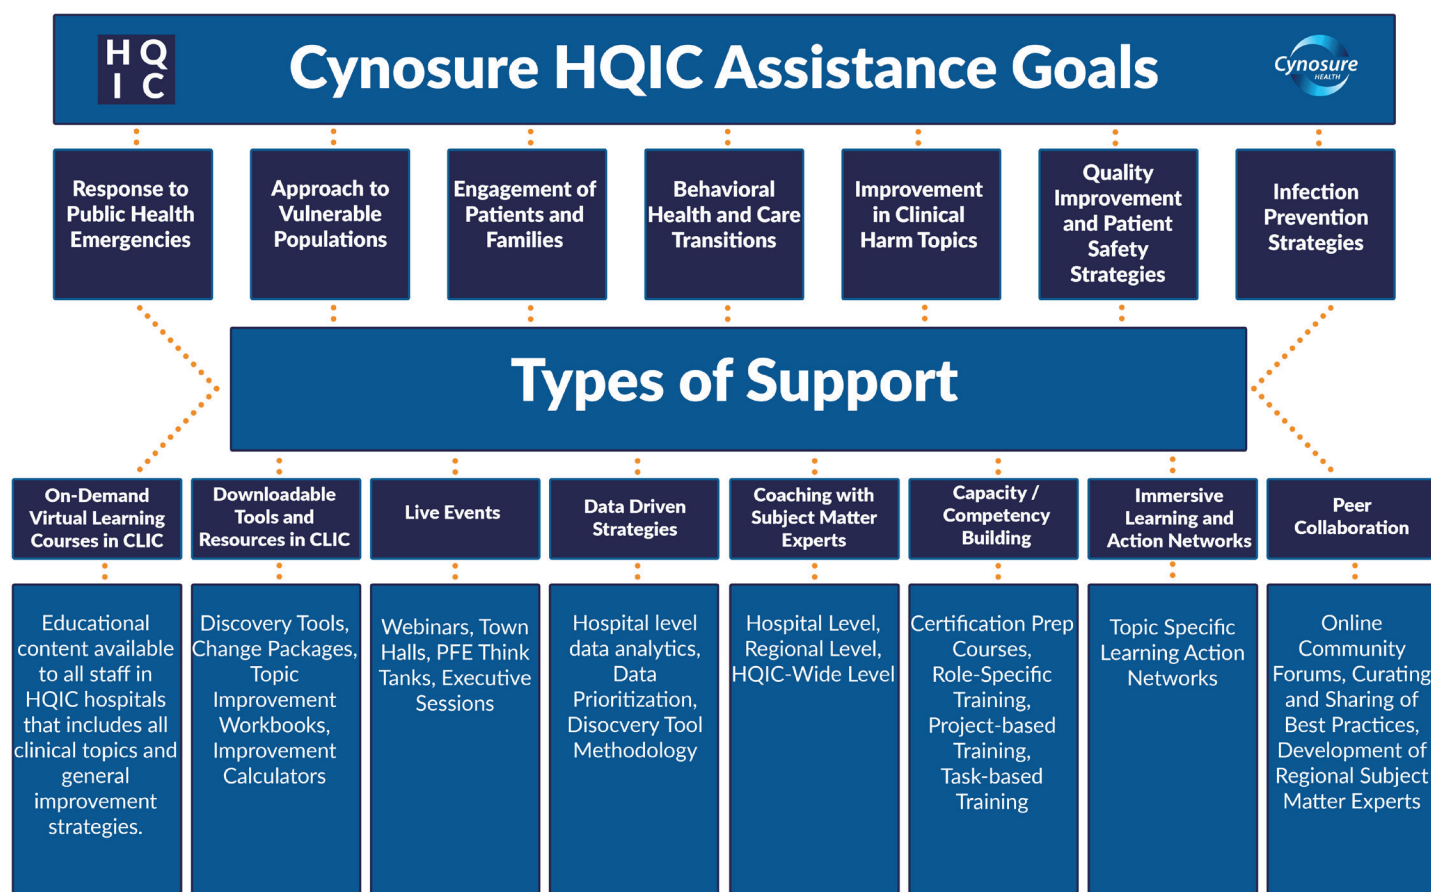 HQ
IC
Cynosure HQIC Assistance Goals
Cynosure
HEALTH
Response to
Public Health
Emergencies
Approach to
Vulnerable
Populations
Engagement of
Patients and
Families
Behavioral
Health and Care
Transitions
Improvement
in Clinical
Harm Topics
Quality
Improvement
and Patient
Safety
Strategies
Infection
Prevention
Strategies
Types of Support
On-Demand
Virtual Learning
Courses in CLIC
Downloadable
Tools and
Resources in CLIC
Live Events
Data Driven
Strategies
Coaching with
Subject Matter
Experts
Capacity /
Competency
Building
Immersive
Learning and
Action Networks
Peer
Collaboration
Educational
content available
to all staff in
HQIC hospitals
that includes all
clinical topics and
general
improvement
strategies.
Discovery Tools,
Change Packages,
Topic
Improvement
Workbooks,
Improvement
Calculators
Webinars, Town
Halls, PFE Think
Tanks, Executive
Sessions
Hospital level
data analytics,
Data
Prioritization,
Disocvery Tool
Methodology
Hospital Level,
Regional Level,
HQIC-Wide Level
Certification Prep
Courses,
Role-Specific
Training,
Project-based
Training,
Task-based
Training
Topic Specific
Learning Action
Networks
Online
Community
Forums, Curating
and Sharing of
Best Practices,
Development of
Regional Subject
Matter Experts